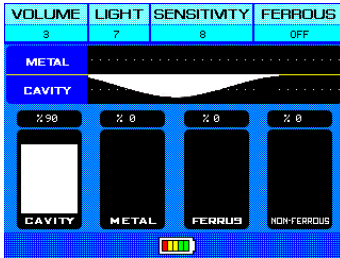 VOLUME LIGHT SENSITIVITY FERROUS
3 7 8 OFF
METAL
CAVITY
%90 % 0 % 0 % 0
CAVITY METAL FERRUS NON-FERROUS